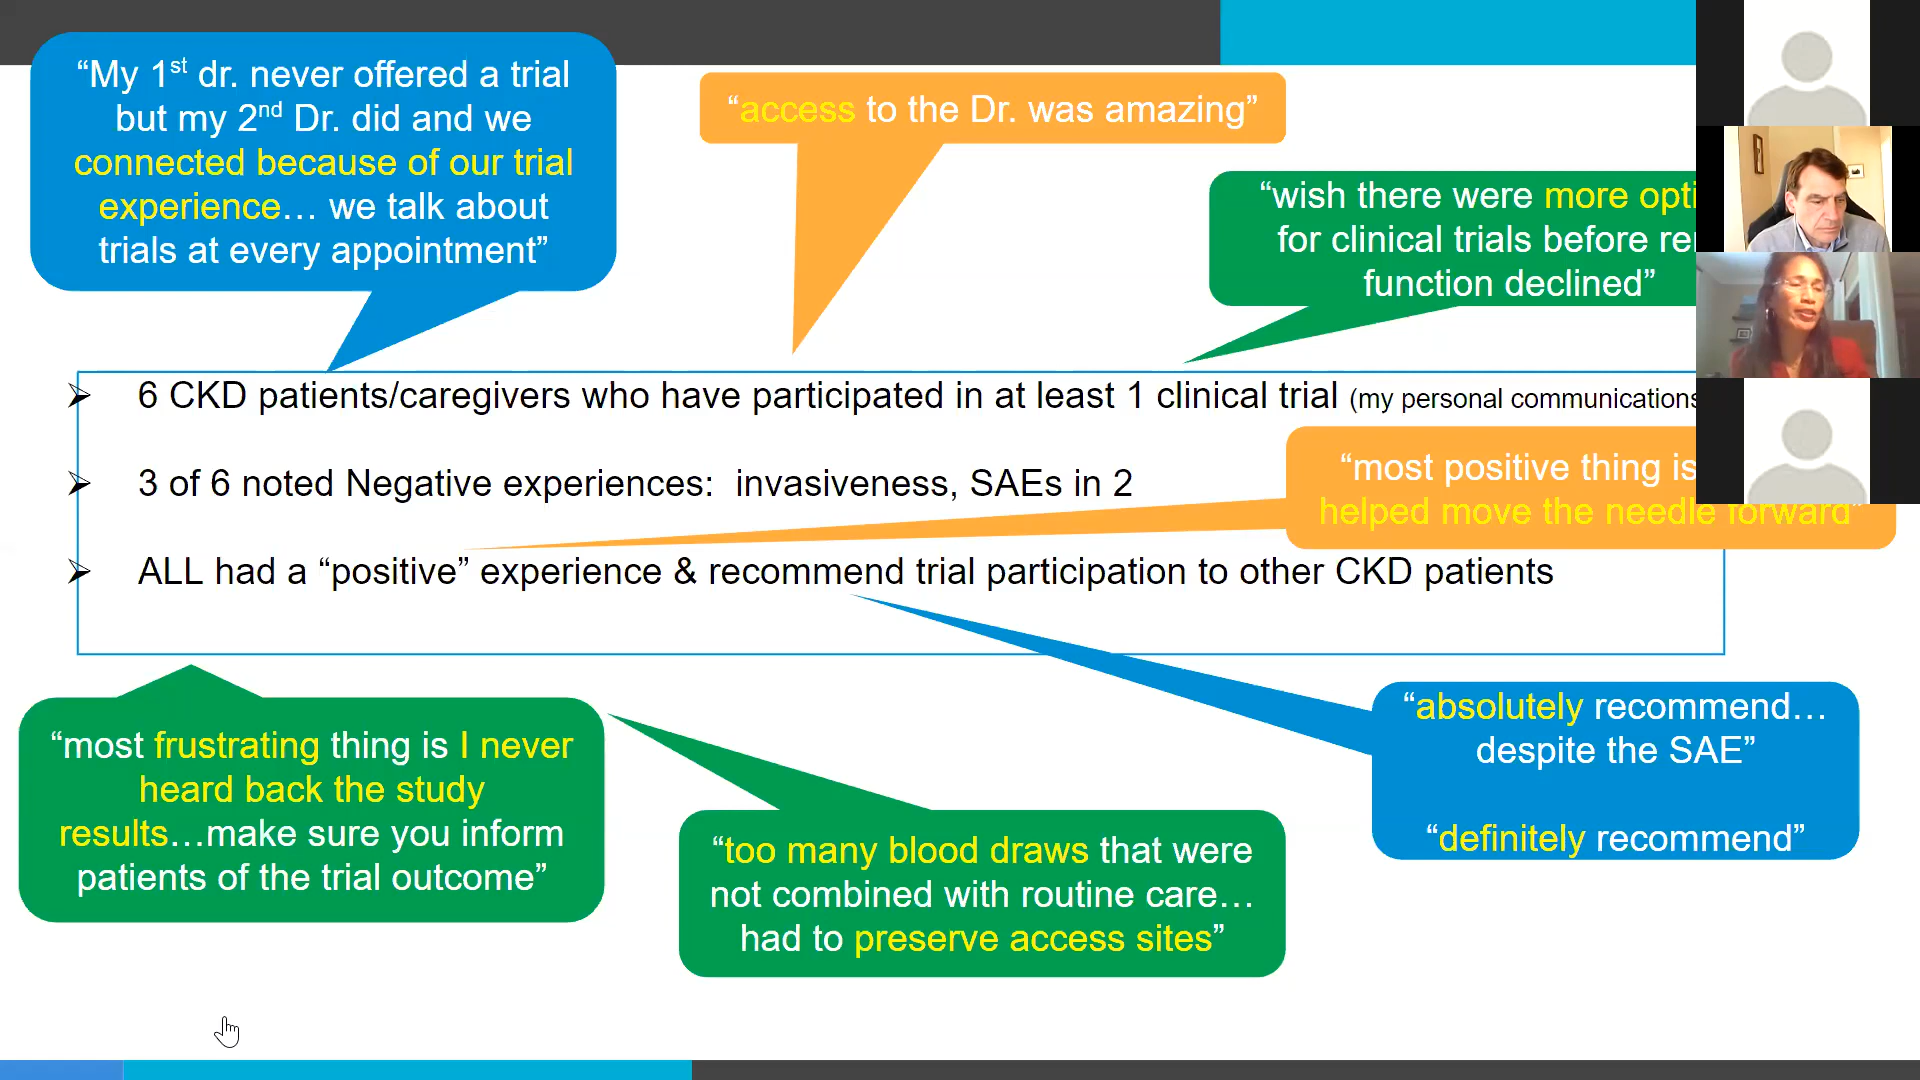 “My 1st dr. never offered a trial
but my 2nd Dr. did and we
connected because of our trial
experience… we talk about
trials at every appointment”
“access to the Dr. was amazing”
“wish there were more opti
for clinical trials before re
function declined”
6 CKD patients/caregivers who have participated in at least 1 clinical trial (my personal communications
3 of 6 noted Negative experiences: invasiveness, SAEs in 2
“most positive thing is
helped move the needle forward”
ALL had a “positive” experience & recommend trial participation to other CKD patients
“absolutely recommend…
despite the SAE”
“definitely recommend”
“most frustrating thing is I never
heard back the study
results…make sure you inform
patients of the trial outcome”
“too many blood draws that were
not combined with routine care…
had to preserve access sites”